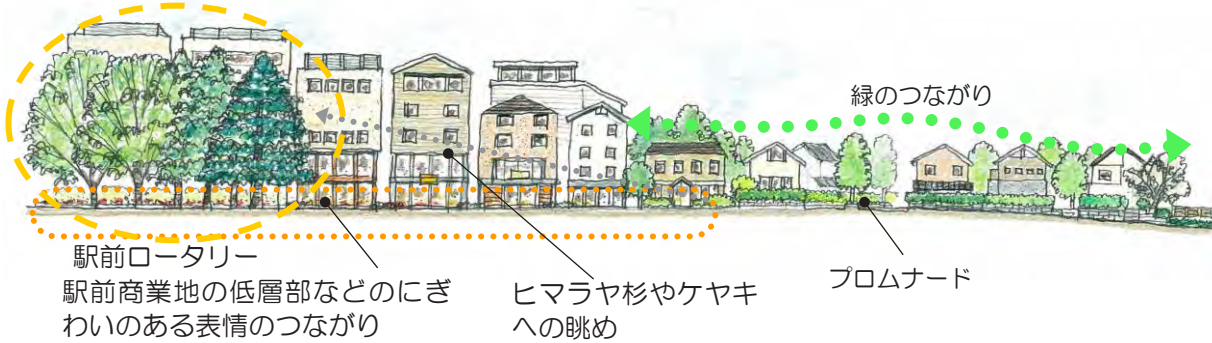 緑のつながり
駅前ロータリー
駅前商業地の低層部などのにぎ
わいのある表情のつながり
ヒマラヤ杉やケヤキ
への眺め
プロムナード